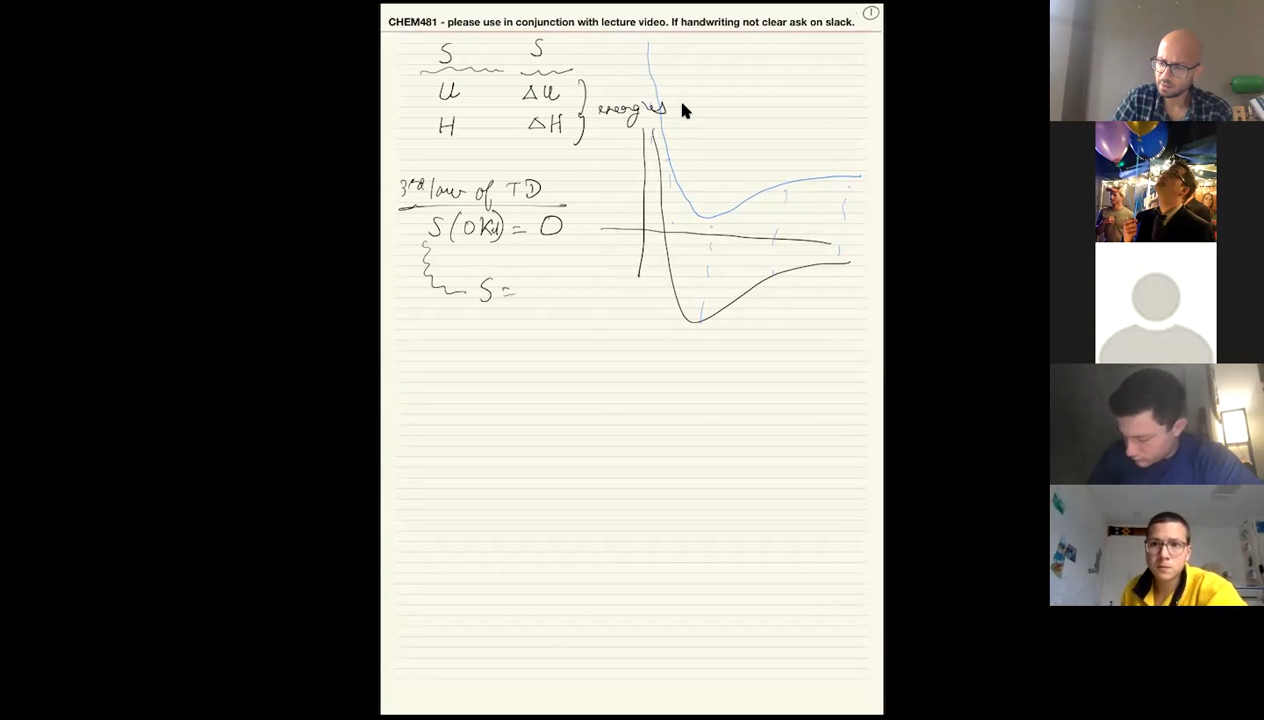 CHEM481 - please use in conjunction with lecture video. If handwriting not clear ask on slack.
1
S S
U ΔU
H ΔH } energies
3rd law of TD
S(0K) = 0
S =